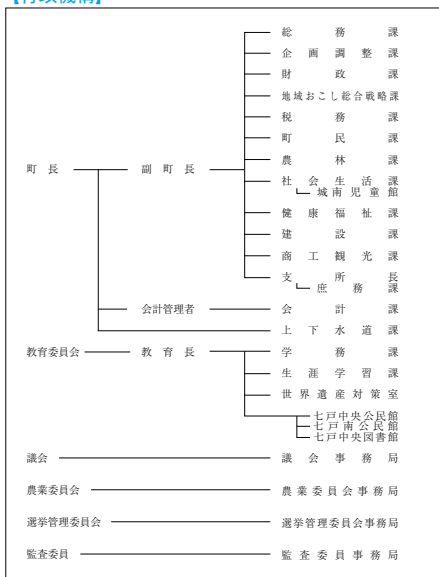 【行政機構】
総務課
企画調整課
財政課
地域おこし総合戦略課
税務課
町民課
農林課
町長 副町長 社会生活課
城南児童館
健康福祉課
建設課
商工観光課
支所長
庶務課
会計管理者 会計課
上下水道課
教育委員会 教育長 学務課
生涯学習課
世界遺産対策室
七戸中央公民館
七戸南公民館
七戸中央図書館
議会 議会事務局
農業委員会 農業委員会事務局
選挙管理委員会 選挙管理委員会事務局
監査委員 監査委員事務局